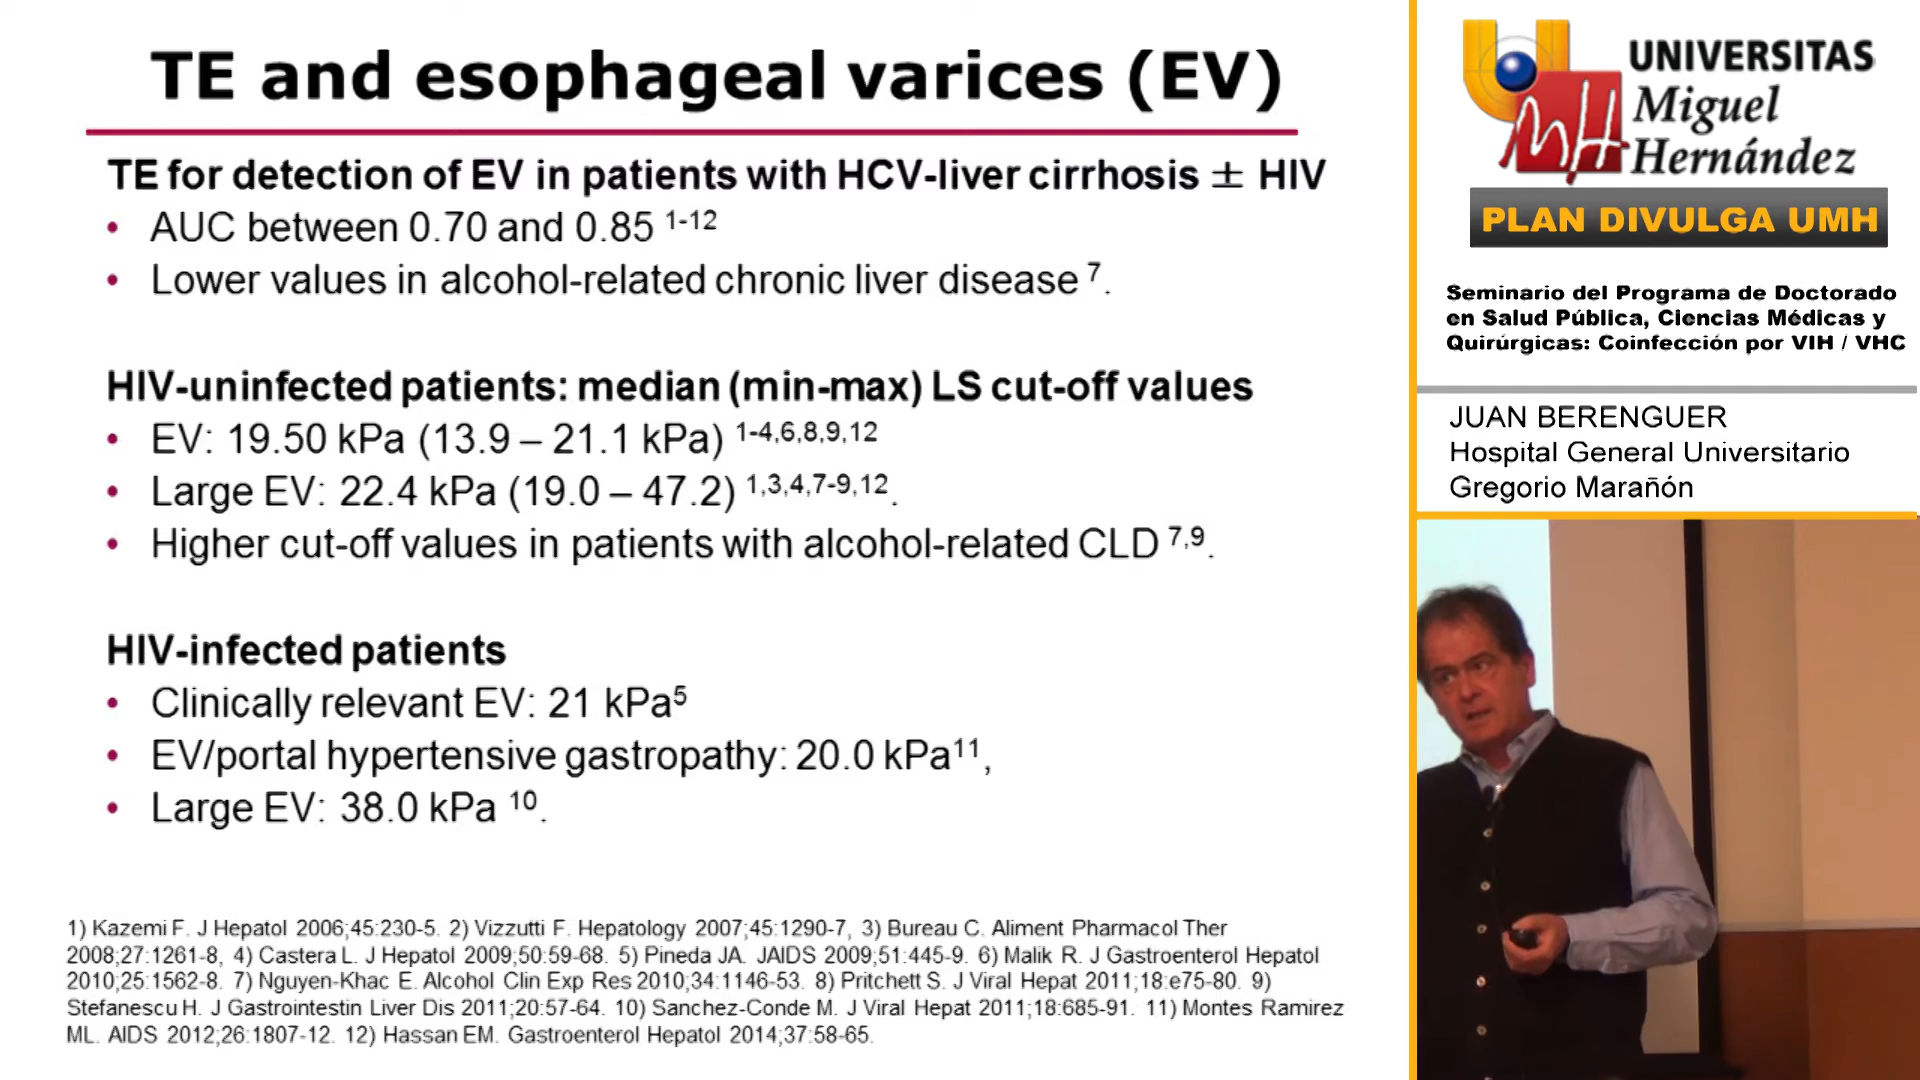 TE and esophageal varices (EV)
TE for detection of EV in patients with HCV-liver cirrhosis ± HIV
• AUC between 0.70 and 0.85 1-12
• Lower values in alcohol-related chronic liver disease 7.
HIV-uninfected patients: median (min-max) LS cut-off values
• EV: 19.50 kPa (13.9 – 21.1 kPa) 1-4,6,8,9,12
• Large EV: 22.4 kPa (19.0 – 47.2) 1,3,4,7-9,12.
• Higher cut-off values in patients with alcohol-related CLD 7,9.
HIV-infected patients
• Clinically relevant EV: 21 kPa5
• EV/portal hypertensive gastropathy: 20.0 kPa11,
• Large EV: 38.0 kPa 10.
1) Kazemi F. J Hepatol 2006;45:230-5. 2) Vizzutti F. Hepatology 2007;45:1290-7, 3) Bureau C. Aliment Pharmacol Ther
2008;27:1261-8, 4) Castera L. J Hepatol 2009;50:59-68. 5) Pineda JA. JAIDS 2009;51:445-9. 6) Malik R. J Gastroenterol Hepatol
2010;25:1562-8. 7) Nguyen-Khac E. Alcohol Clin Exp Res 2010;34:1146-53. 8) Pritchett S. J Viral Hepat 2011;18:e75-80. 9)
Stefanescu H. J Gastrointestin Liver Dis 2011;20:57-64. 10) Sanchez-Conde M. J Viral Hepat 2011;18:685-91. 11) Montes Ramirez
ML. AIDS 2012;26:1807-12. 12) Hassan EM. Gastroenterol Hepatol 2014;37:58-65.
UMH
UNIVERSITAS
Miguel
Hernández
PLAN DIVULGA UMH
Seminario del Programa de Doctorado
en Salud Pública, Ciencias Médicas y
Quirúrgicas: Coinfección por VIH / VHC
JUAN BERENGUER
Hospital General Universitario
Gregorio Marañón